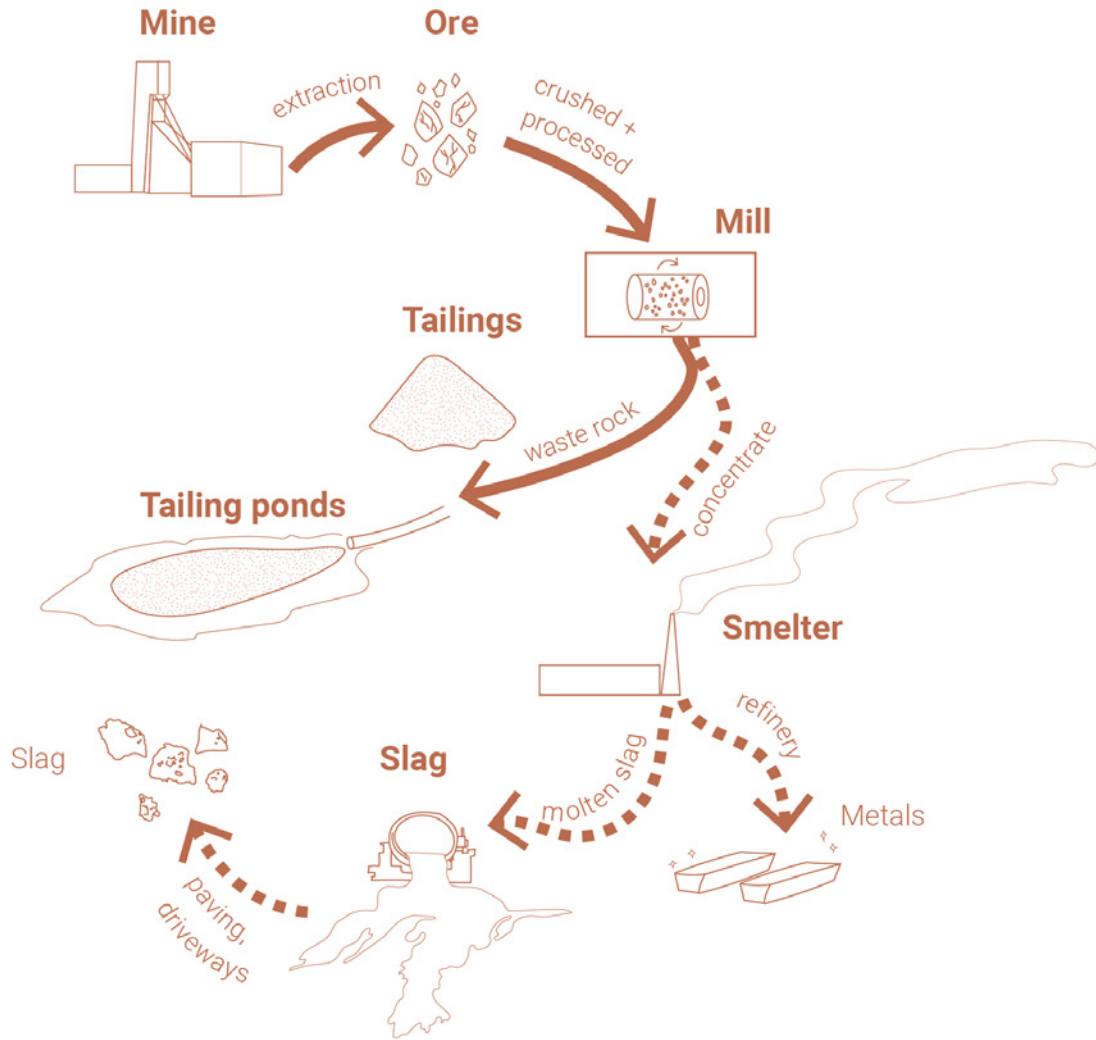 Mine
Ore
extraction
crushed +
processed
Mill
Tailings
waste rock
concentrate
Tailing ponds
Smelter
refinery
Slag
Slag
molten slag
Metals
paving,
driveways